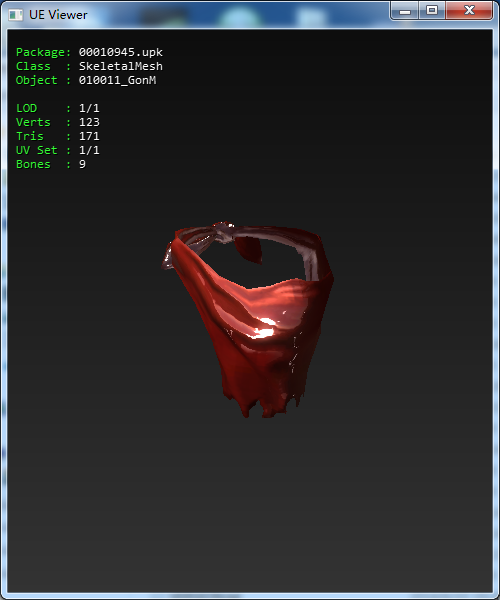 UE Viewer
Package: 00010945.upk
Class : SkeletalMesh
Object : 010011_GonM
LOD : 1/1
Verts : 123
Tris : 171
UV Set : 1/1
Bones : 9